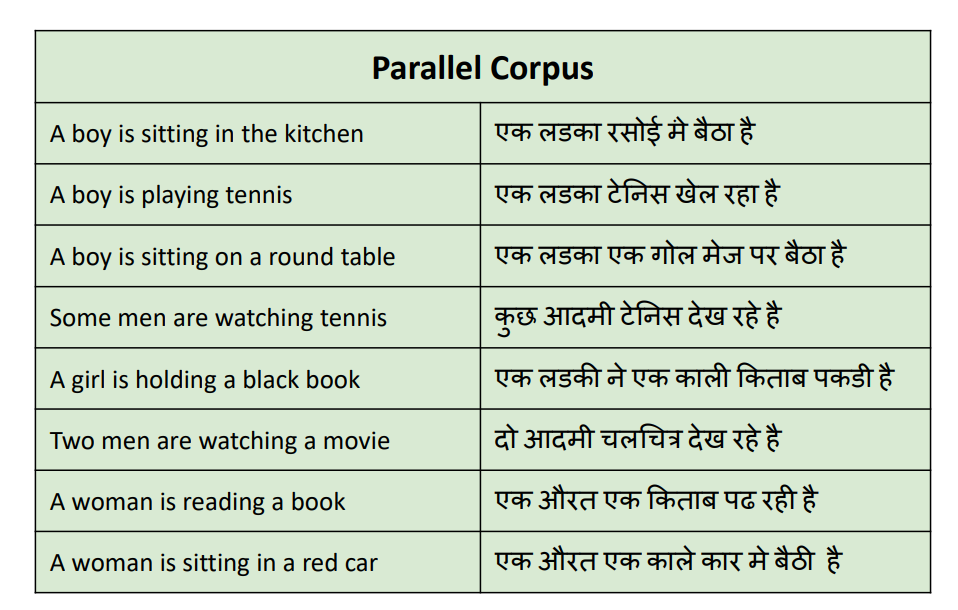 Parallel Corpus
A boy is sitting in the kitchen
एक लडका रसोई मे बैठा है
A boy is playing tennis
एक लडका टेनिस खेल रहा है
A boy is sitting on a round table
एक लडका एक गोल मेज पर बैठा है
Some men are watching tennis
कुछ आदमी टेनिस देख रहे है
A girl is holding a black book
एक लडकी ने एक काली किताब पकडी है
Two men are watching a movie
दो आदमी चलचित्र देख रहे है
A woman is reading a book
एक औरत एक किताब पढ रही है
A woman is sitting in a red car
एक औरत एक काले कार मे बैठी है